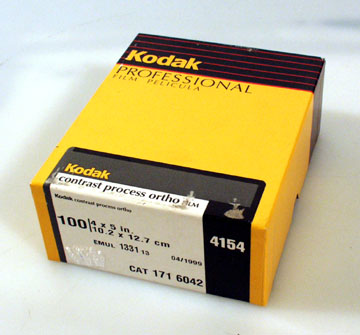 Kodak
PROFESSIONAL
FILM PELICULA
Kodak
contrast process ortho FILM
Kodak contrast process ortho
100 4 x 5 in.
10.2 x 12.7 cm
EMUL 1331 13 04/1999
4154
CAT 171 6042